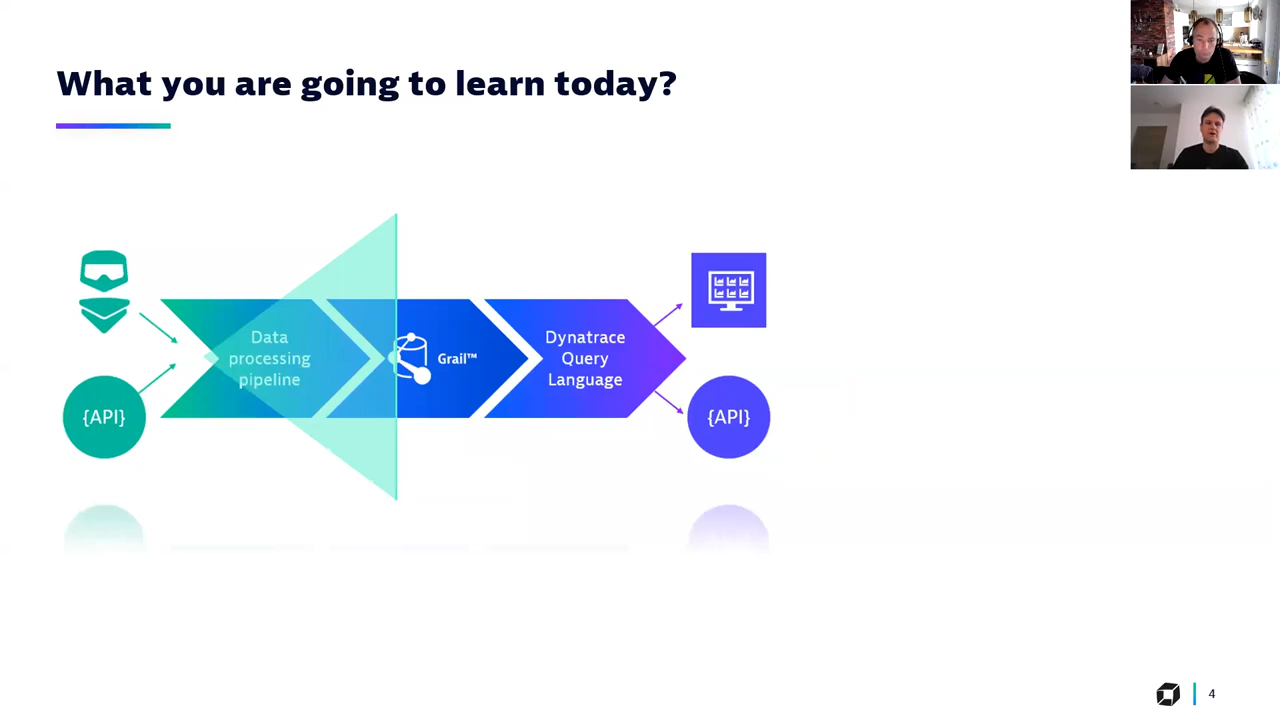 What you are going to learn today?
Data
processing
pipeline
Grail™
Dynatrace
Query
Language
{API}
{API}
4